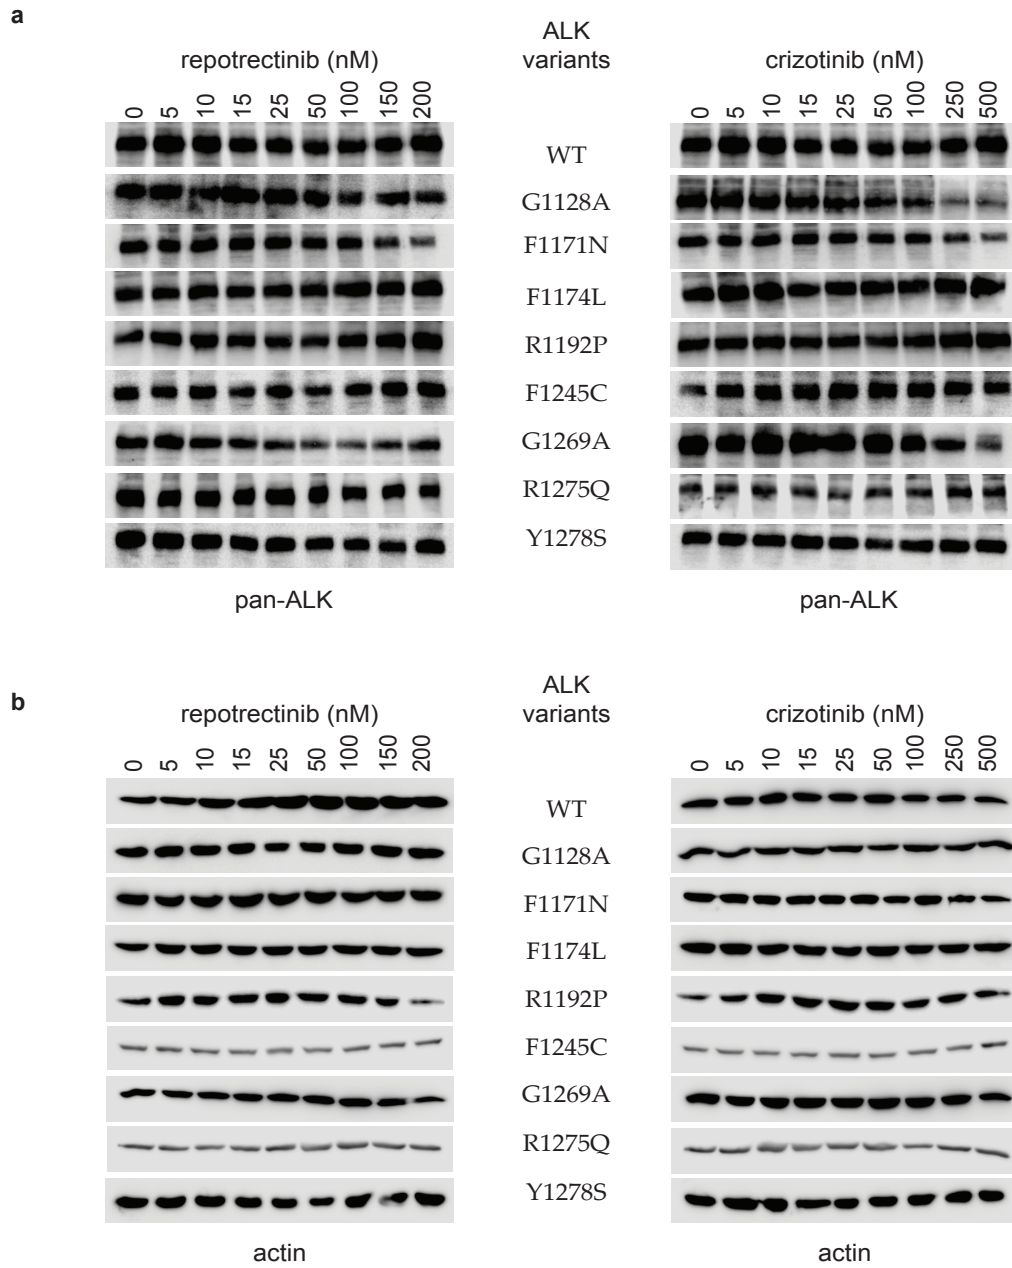 a
ALK
repotrectinib (nM) variants crizotinib (nM)
0 5 10 15 25 50 100 150 200 0 5 10 15 25 50 100 250 500
WT
G1128A
F1171N
F1174L
R1192P
F1245C
G1269A
R1275Q
Y1278S
pan-ALK pan-ALK
b
ALK
repotrectinib (nM) variants crizotinib (nM)
0 5 10 15 25 50 100 150 200 0 5 10 15 25 50 100 250 500
WT
G1128A
F1171N
F1174L
R1192P
F1245C
G1269A
R1275Q
Y1278S
actin actin